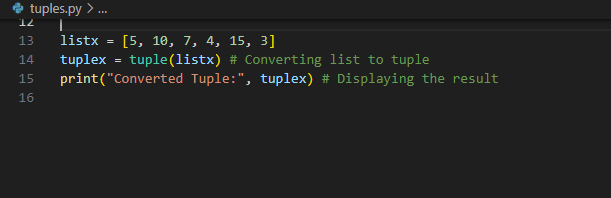 tuples.py > ...
12
13 listx = [5, 10, 7, 4, 15, 3]
14 tuplex = tuple(listx) # Converting list to tuple
15 print("Converted Tuple:", tuplex) # Displaying the result
16